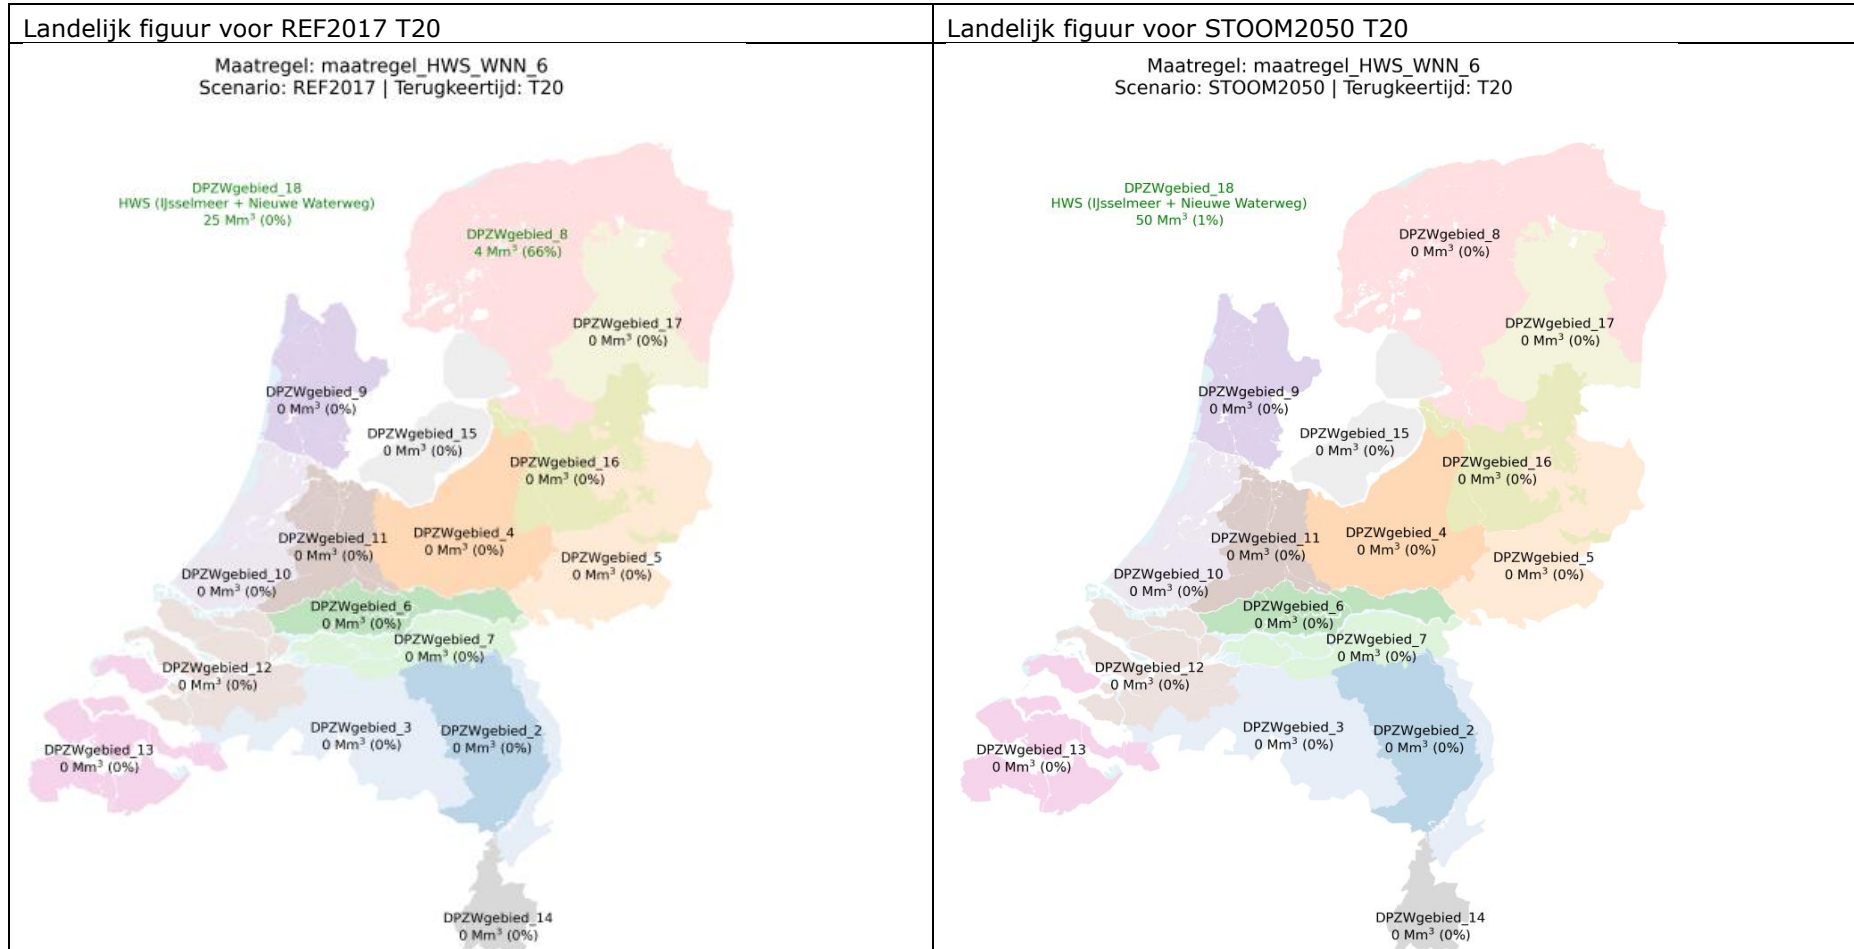 Landelijk figuur voor REF2017 T20
Maatregel: maatregel_HWS_WNN_6
Scenario: REF2017 | Terugkeertijd: T20
DPZWgebied_18
HWS (IJsselmeer + Nieuwe Waterweg)
25 Mm³ (0%)
DPZWgebied_8
4 Mm³ (66%)
DPZWgebied_17
0 Mm³ (0%)
DPZWgebied_9
0 Mm³ (0%)
DPZWgebied_15
0 Mm³ (0%)
DPZWgebied_16
0 Mm³ (0%)
DPZWgebied_4
0 Mm³ (0%)
DPZWgebied_11
0 Mm³ (0%)
DPZWgebied_5
0 Mm³ (0%)
DPZWgebied_10
0 Mm³ (0%)
DPZWgebied_6
0 Mm³ (0%)
DPZWgebied_7
0 Mm³ (0%)
DPZWgebied_12
0 Mm³ (0%)
DPZWgebied_3
0 Mm³ (0%)
DPZWgebied_2
0 Mm³ (0%)
DPZWgebied_13
0 Mm³ (0%)
DPZWgebied_14
0 Mm³ (0%)
Landelijk figuur voor STOOM2050 T20
Maatregel: maatregel_HWS_WNN_6
Scenario: STOOM2050 | Terugkeertijd: T20
DPZWgebied_18
HWS (IJsselmeer + Nieuwe Waterweg)
50 Mm³ (1%)
DPZWgebied_8
0 Mm³ (0%)
DPZWgebied_17
0 Mm³ (0%)
DPZWgebied_9
0 Mm³ (0%)
DPZWgebied_15
0 Mm³ (0%)
DPZWgebied_16
0 Mm³ (0%)
DPZWgebied_4
0 Mm³ (0%)
DPZWgebied_11
0 Mm³ (0%)
DPZWgebied_5
0 Mm³ (0%)
DPZWgebied_10
0 Mm³ (0%)
DPZWgebied_6
0 Mm³ (0%)
DPZWgebied_7
0 Mm³ (0%)
DPZWgebied_12
0 Mm³ (0%)
DPZWgebied_3
0 Mm³ (0%)
DPZWgebied_2
0 Mm³ (0%)
DPZWgebied_13
0 Mm³ (0%)
DPZWgebied_14
0 Mm³ (0%)